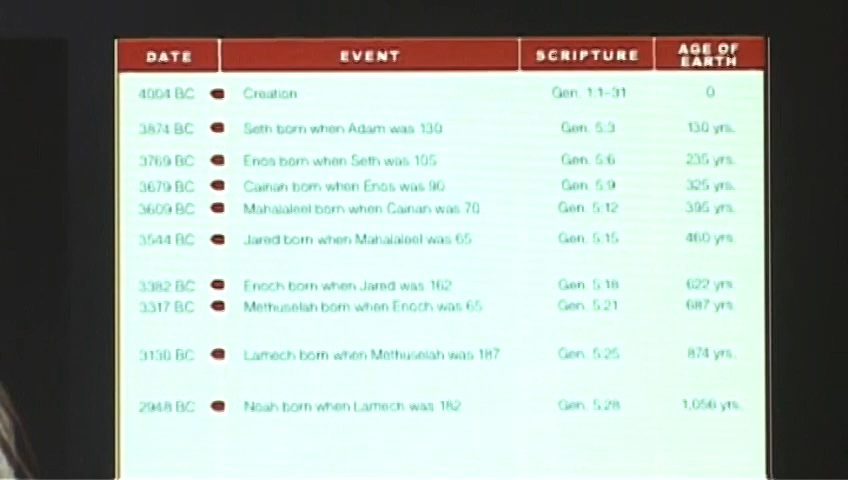 DATE EVENT SCRIPTURE AGE OF EARTH
4004 BC Creation Gen. 1:1-31 0
3874 BC Seth born when Adam was 130 Gen. 5:3 130 yrs.
3769 BC Enos born when Seth was 105 Gen. 5:6 235 yrs.
3679 BC Cainan born when Enos was 90 Gen. 5:9 325 yrs.
3609 BC Mahalaleel born when Cainan was 70 Gen. 5:12 395 yrs.
3544 BC Jared born when Mahalaleel was 65 Gen. 5:15 460 yrs.
3382 BC Enoch born when Jared was 162 Gen. 5:18 622 yrs.
3317 BC Methuselah born when Enoch was 65 Gen. 5:21 687 yrs.
3130 BC Lamech born when Methuselah was 187 Gen. 5:25 874 yrs.
2948 BC Noah born when Lamech was 182 Gen. 5:28 1,056 yrs.